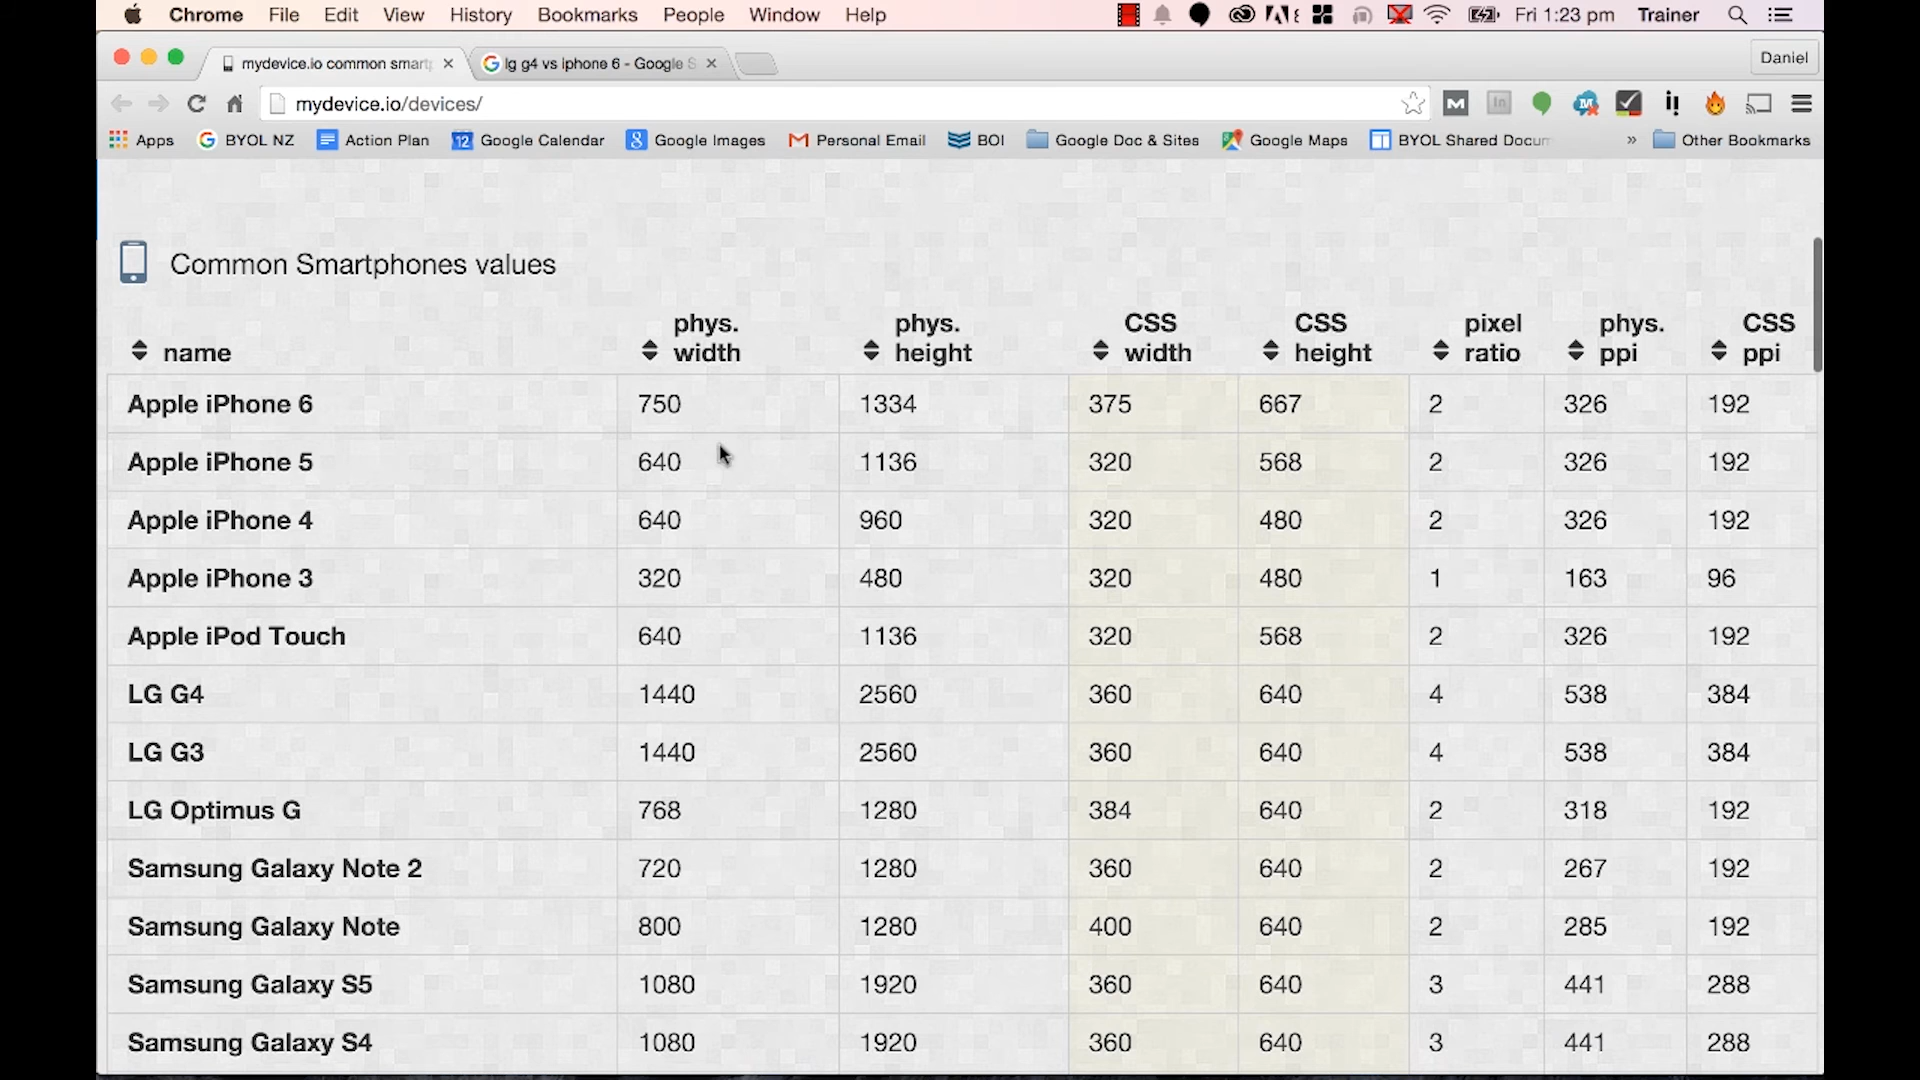 Chrome File Edit View History Bookmarks People Window Help Fri 1:23 pm Trainer
mydevice.io common smart lg g4 vs iphone 6 - Google S Daniel
mydevice.io/devices/
Apps BYOL NZ Action Plan 12 Google Calendar Google Images Personal Email BOI Google Doc & Sites Google Maps BYOL Shared Docum » Other Bookmarks
Common Smartphones values
name phys. width phys. height CSS width CSS height pixel ratio phys. ppi CSS ppi
Apple iPhone 6 750 1334 375 667 2 326 192
Apple iPhone 5 640 1136 320 568 2 326 192
Apple iPhone 4 640 960 320 480 2 326 192
Apple iPhone 3 320 480 320 480 1 163 96
Apple iPod Touch 640 1136 320 568 2 326 192
LG G4 1440 2560 360 640 4 538 384
LG G3 1440 2560 360 640 4 538 384
LG Optimus G 768 1280 384 640 2 318 192
Samsung Galaxy Note 2 720 1280 360 640 2 267 192
Samsung Galaxy Note 800 1280 400 640 2 285 192
Samsung Galaxy S5 1080 1920 360 640 3 441 288
Samsung Galaxy S4 1080 1920 360 640 3 441 288